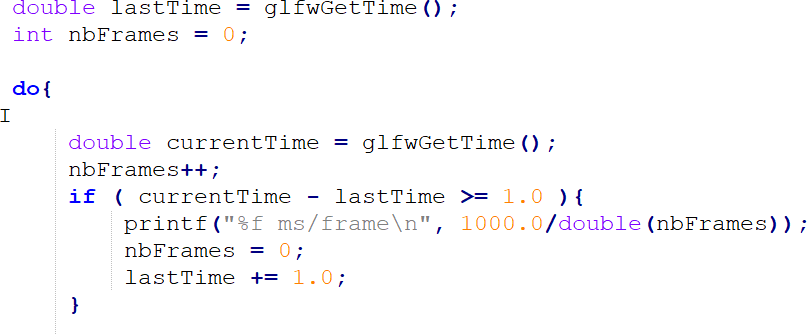 double lastTime = glfwGetTime();
int nbFrames = 0;
do{
double currentTime = glfwGetTime();
nbFrames++;
if ( currentTime - lastTime >= 1.0 ){
printf("%f ms/frame\n", 1000.0/double(nbFrames));
nbFrames = 0;
lastTime += 1.0;
}